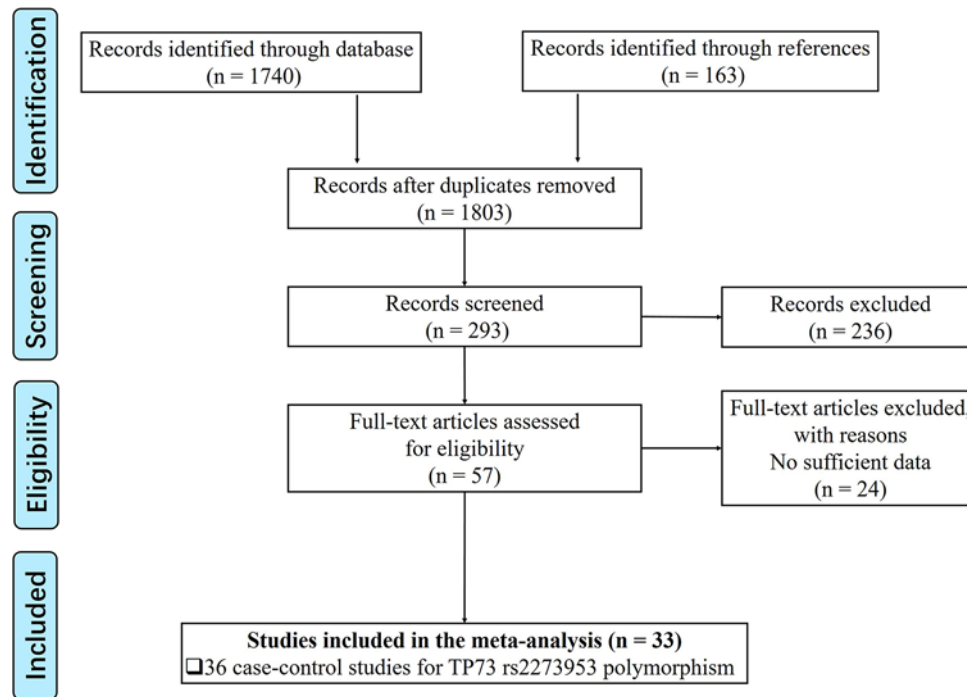 Identification
Records identified through database
(n = 1740)
Records identified through references
(n = 163)
Records after duplicates removed
(n = 1803)
Screening
Records screened
(n = 293)
Records excluded
(n = 236)
Eligibility
Full-text articles assessed
for eligibility
(n = 57)
Full-text articles excluded,
with reasons
No sufficient data
(n = 24)
Included
Studies included in the meta-analysis (n = 33)
❑36 case-control studies for TP73 rs2273953 polymorphism